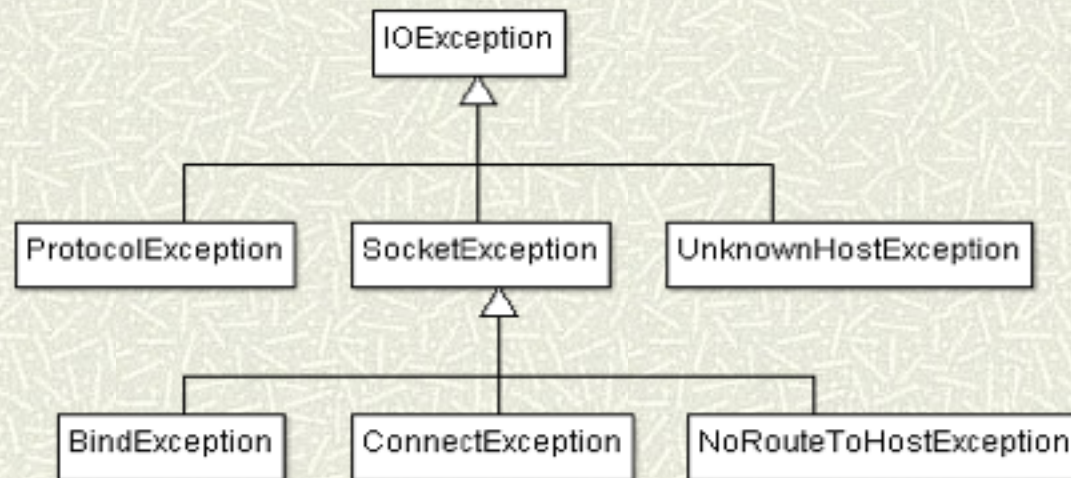 IOException
ProtocolException
SocketException
UnknownHostException
BindException
ConnectException
NoRouteToHostException